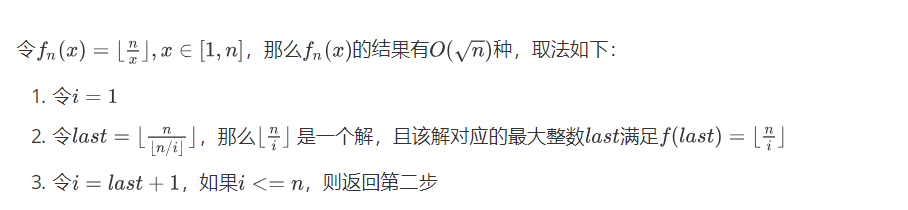 令$f_n(x) = \lfloor \frac{n}{x} \rfloor, x \in [1, n]$，那么$f_n(x)$的结果有$O(\sqrt{n})$种，取法如下：
1. 令$i = 1$
2. 令$last = \lfloor \frac{n}{\lfloor n/i \rfloor} \rfloor$，那么$\lfloor \frac{n}{i} \rfloor$是一个解，且该解对应的最大整数$last$满足$f(last) = \lfloor \frac{n}{i} \rfloor$
3. 令$i = last + 1$，如果$i <= n$，则返回第二步